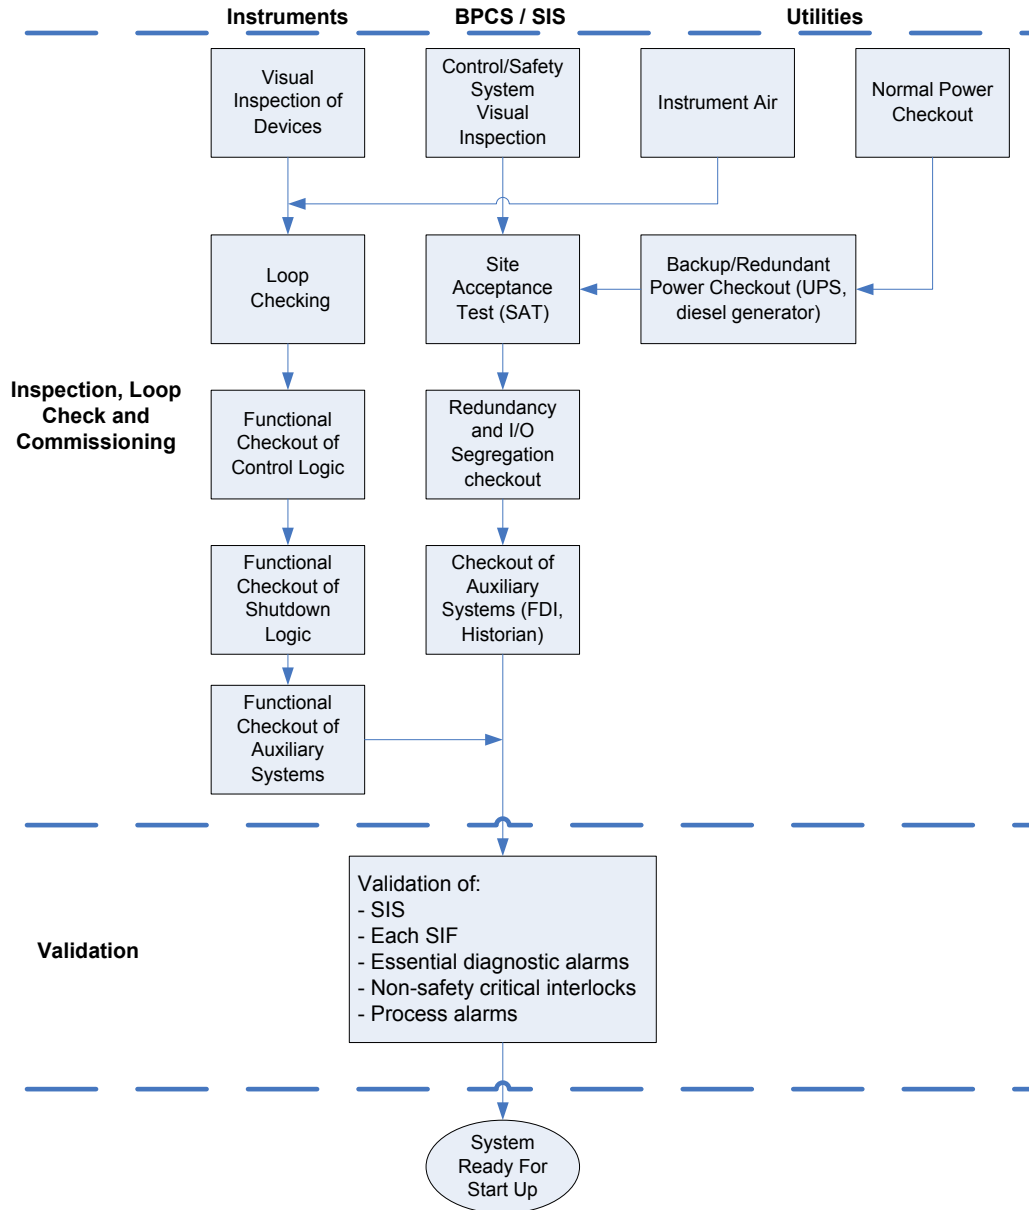 Instruments
BPCS / SIS
Utilities
Visual
Inspection of
Devices
Control/Safety
System
Visual
Inspection
Instrument Air
Normal Power
Checkout
Loop
Checking
Site
Acceptance
Test (SAT)
Backup/Redundant
Power Checkout (UPS,
diesel generator)
Inspection, Loop
Check and
Commissioning
Functional
Checkout of
Control Logic
Redundancy
and I/O
Segregation
checkout
Functional
Checkout of
Shutdown
Logic
Checkout of
Auxiliary
Systems (FDI,
Historian)
Functional
Checkout of
Auxiliary
Systems
Validation
Validation of:
- SIS
- Each SIF
- Essential diagnostic alarms
- Non-safety critical interlocks
- Process alarms
System
Ready For
Start Up